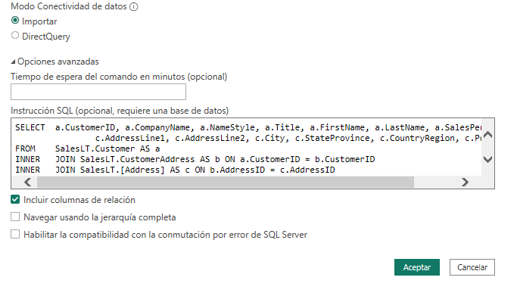 Modo Conectividad de datos
Importar
DirectQuery
Opciones avanzadas
Tiempo de espera del comando en minutos (opcional)
Instrucción SQL (opcional, requiere una base de datos)
SELECT a.CustomerID, a.CompanyName, a.NameStyle, a.Title, a.FirstName, a.LastName,
c.AddressLine1, c.AddressLine2, c.City, c.StateProvince, c.CountryRegion,
FROM SalesLT.Customer AS a
INNER JOIN SalesLT.CustomerAddress AS b ON a.CustomerID = b.CustomerID
INNER JOIN SalesLT.[Address] AS c ON b.AddressID = c.AddressID
Incluir columnas de relación
Navegar usando la jerarquía completa
Habilitar la compatibilidad con la conmutación por error de SQL Server
Aceptar
Cancelar